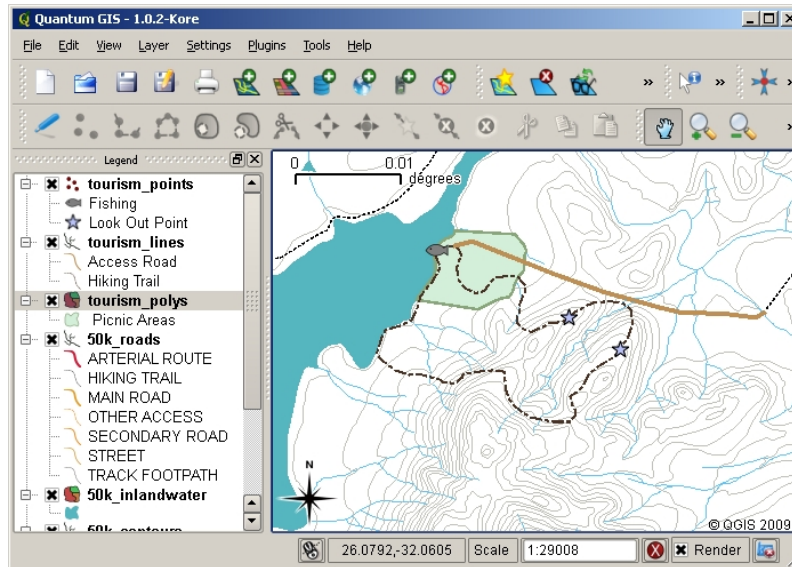 Quantum GIS - 1.0.2-Kore
File Edit View Layer Settings Plugins Tools Help
Legend
tourism_points
Fishing
Look Out Point
tourism_lines
Access Road
Hiking Trail
tourism_polys
Picnic Areas
50k_roads
ARTERIAL ROUTE
HIKING TRAIL
MAIN ROAD
OTHER ACCESS
SECONDARY ROAD
STREET
TRACK FOOTPATH
50k_inlandwater
50k_contours
0 0.01
degrees
N
© QGIS 2009
26.0792,-32.0605 Scale 1:29008 Render